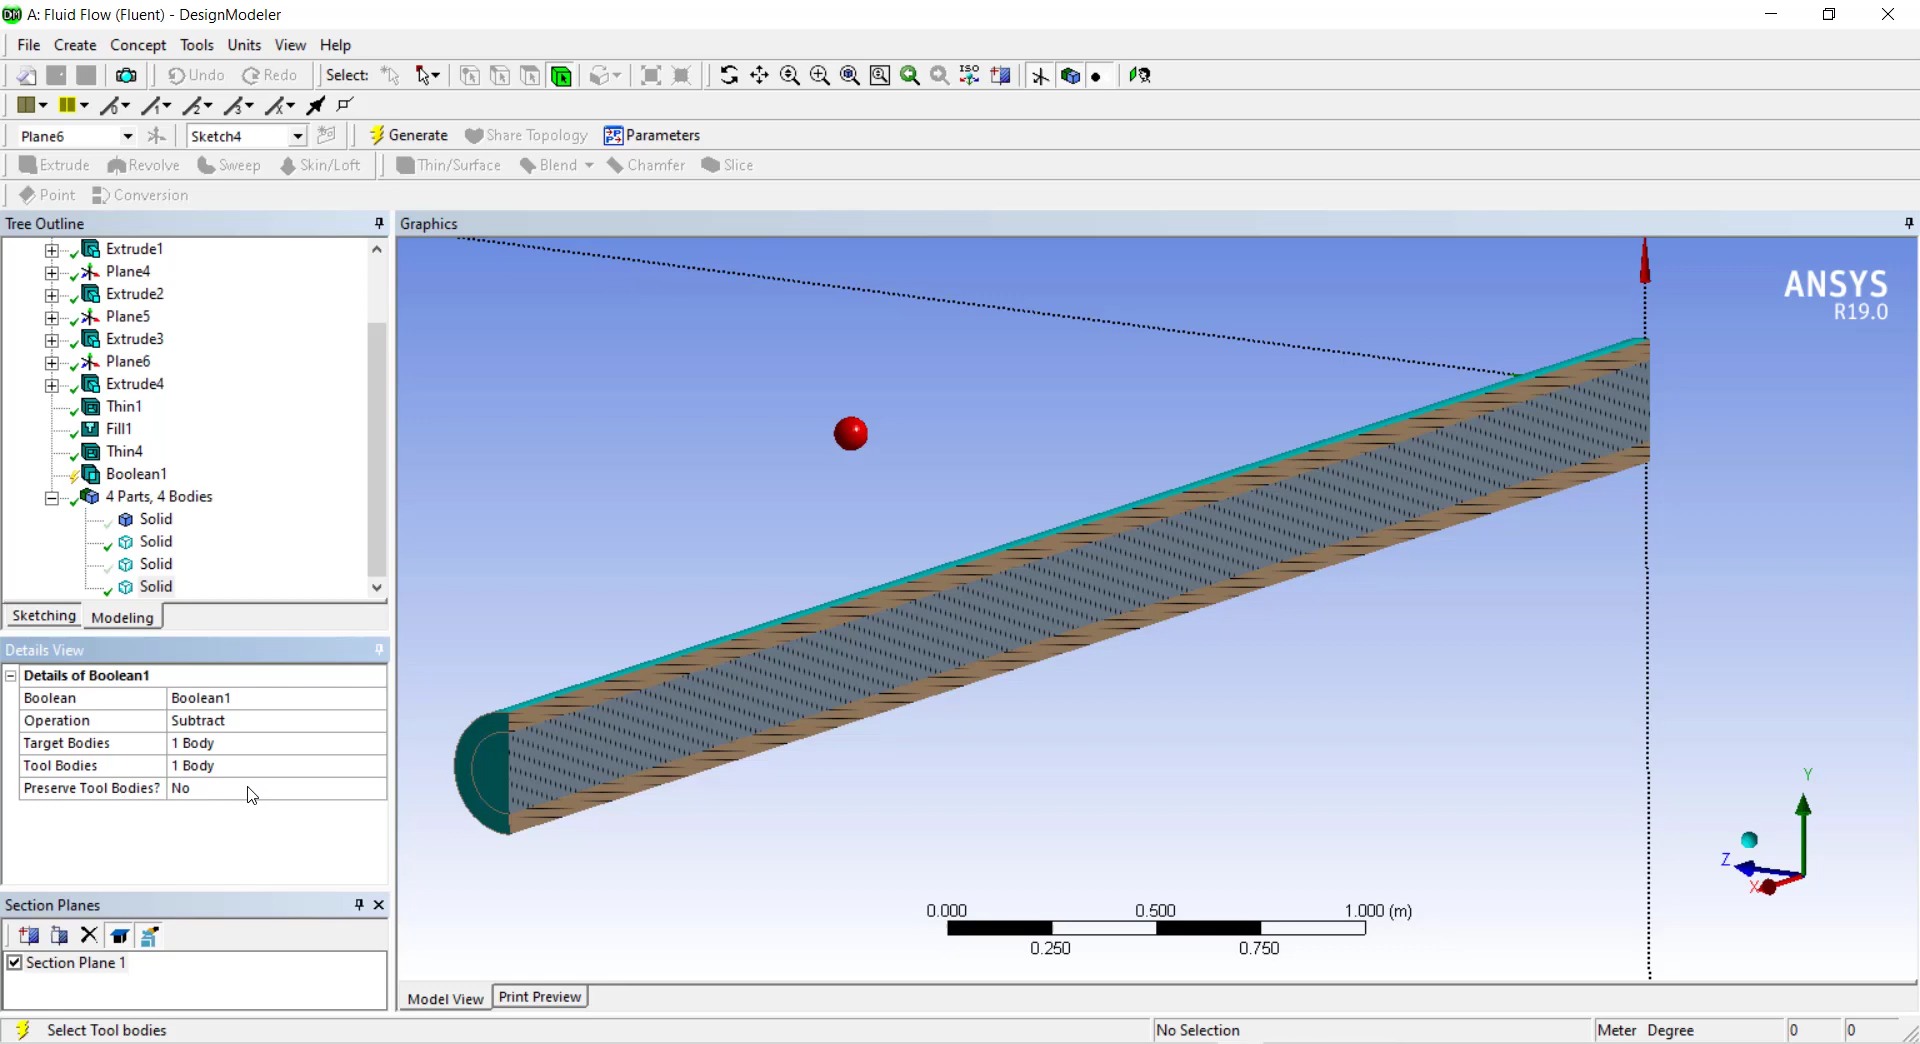 A: Fluid Flow (Fluent) - DesignModeler
File Create Concept Tools Units View Help
Undo Redo Select: ISO
Plane6 Sketch4 Generate Share Topology Parameters
Extrude Revolve Sweep Skin/Loft Thin/Surface Blend Chamfer Slice
Point Conversion
Tree Outline
Extrude1
Plane4
Extrude2
Plane5
Extrude3
Plane6
Extrude4
Thin1
Fill1
Thin4
Boolean1
4 Parts, 4 Bodies
Solid
Solid
Solid
Solid
Sketching Modeling
Details View
Details of Boolean1
Boolean Boolean1
Operation Subtract
Target Bodies 1 Body
Tool Bodies 1 Body
Preserve Tool Bodies? No
Section Planes
Section Plane 1
Graphics
ANSYS
R19.0
Y
Z
X
0.000 0.500 1.000 (m)
0.250 0.750
Model View Print Preview
Select Tool bodies No Selection Meter Degree 0 0